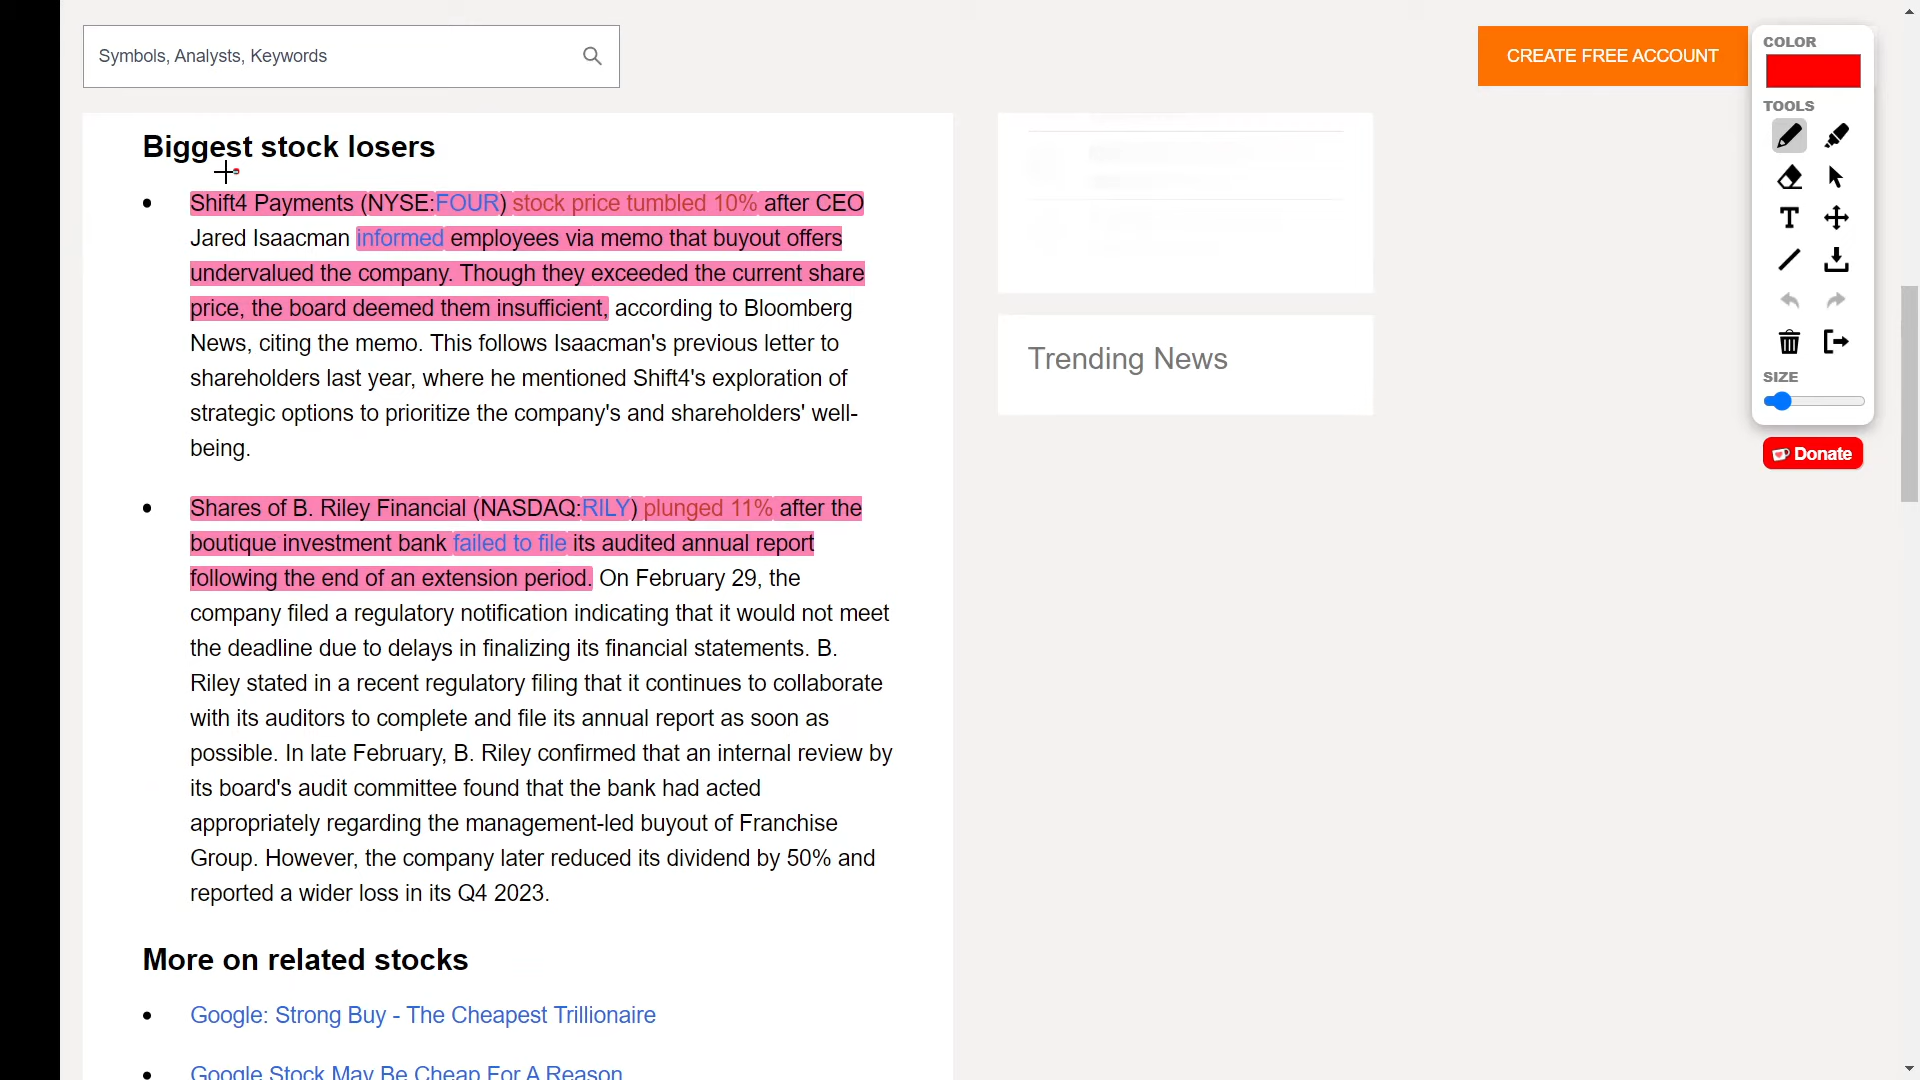 Symbols, Analysts, Keywords
CREATE FREE ACCOUNT
Biggest stock losers
Shift4 Payments (NYSE:FOUR) stock price tumbled 10% after CEO
Jared Isaacman informed employees via memo that buyout offers
undervalued the company. Though they exceeded the current share
price, the board deemed them insufficient, according to Bloomberg
News, citing the memo. This follows Isaacman's previous letter to
shareholders last year, where he mentioned Shift4's exploration of
strategic options to prioritize the company's and shareholders' well-
being.
Shares of B. Riley Financial (NASDAQ:RILY) plunged 11% after the
boutique investment bank failed to file its audited annual report
following the end of an extension period. On February 29, the
company filed a regulatory notification indicating that it would not meet
the deadline due to delays in finalizing its financial statements. B.
Riley stated in a recent regulatory filing that it continues to collaborate
with its auditors to complete and file its annual report as soon as
possible. In late February, B. Riley confirmed that an internal review by
its board's audit committee found that the bank had acted
appropriately regarding the management-led buyout of Franchise
Group. However, the company later reduced its dividend by 50% and
reported a wider loss in its Q4 2023.
More on related stocks
Google: Strong Buy - The Cheapest Trillionaire
Google Stock May Be Cheap For A Reason
Trending News
COLOR
TOOLS
T
SIZE
Donate